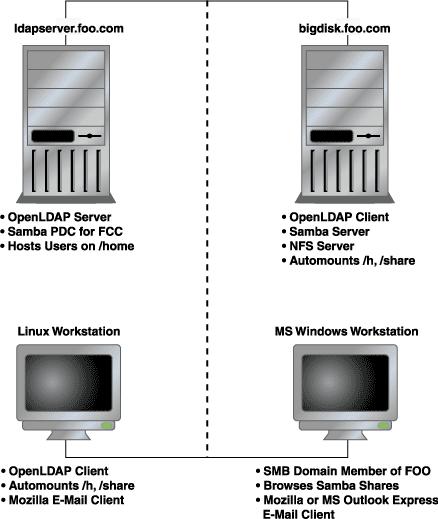 ldapserver.foo.com
bigdisk.foo.com
• OpenLDAP Server
• Samba PDC for FCC
• Hosts Users on /home
• OpenLDAP Client
• Samba Server
• NFS Server
• Automounts /h, /share
Linux Workstation
MS Windows Workstation
• OpenLDAP Client
• Automounts /h, /share
• Mozilla E-Mail Client
• SMB Domain Member of FOO
• Browses Samba Shares
• Mozilla or MS Outlook Express
E-Mail Client